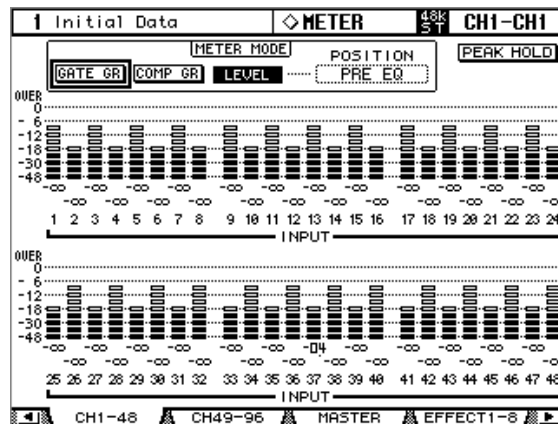 1 Initial Data ◇METER 48K ST CH1-CH1
METER MODE
POSITION
PEAK HOLD
GATE GR COMP GR LEVEL PRE EQ
OVER
0
- 6
-12
-18
-30
-48
-∞ -∞ -∞ -∞ -∞ -∞ -∞ -∞ -∞ -∞ -∞ -∞
-∞ -∞ -∞ -∞ -∞ -∞ -∞ -∞ -∞ -∞ -∞ -∞
1 2 3 4 5 6 7 8 9 10 11 12 13 14 15 16 17 18 19 20 21 22 23 24
INPUT
OVER
0
- 6
-12
-18
-30
-48
-∞ -∞ -∞ -∞ -∞ -∞ -04 -∞ -∞ -∞ -∞ -∞
-∞ -∞ -∞ -∞ -∞ -∞ -∞ -∞ -∞ -∞ -∞ -∞
25 26 27 28 29 30 31 32 33 34 35 36 37 38 39 40 41 42 43 44 45 46 47 48
INPUT
CH1-48 CH49-96 MASTER EFFECT1-8